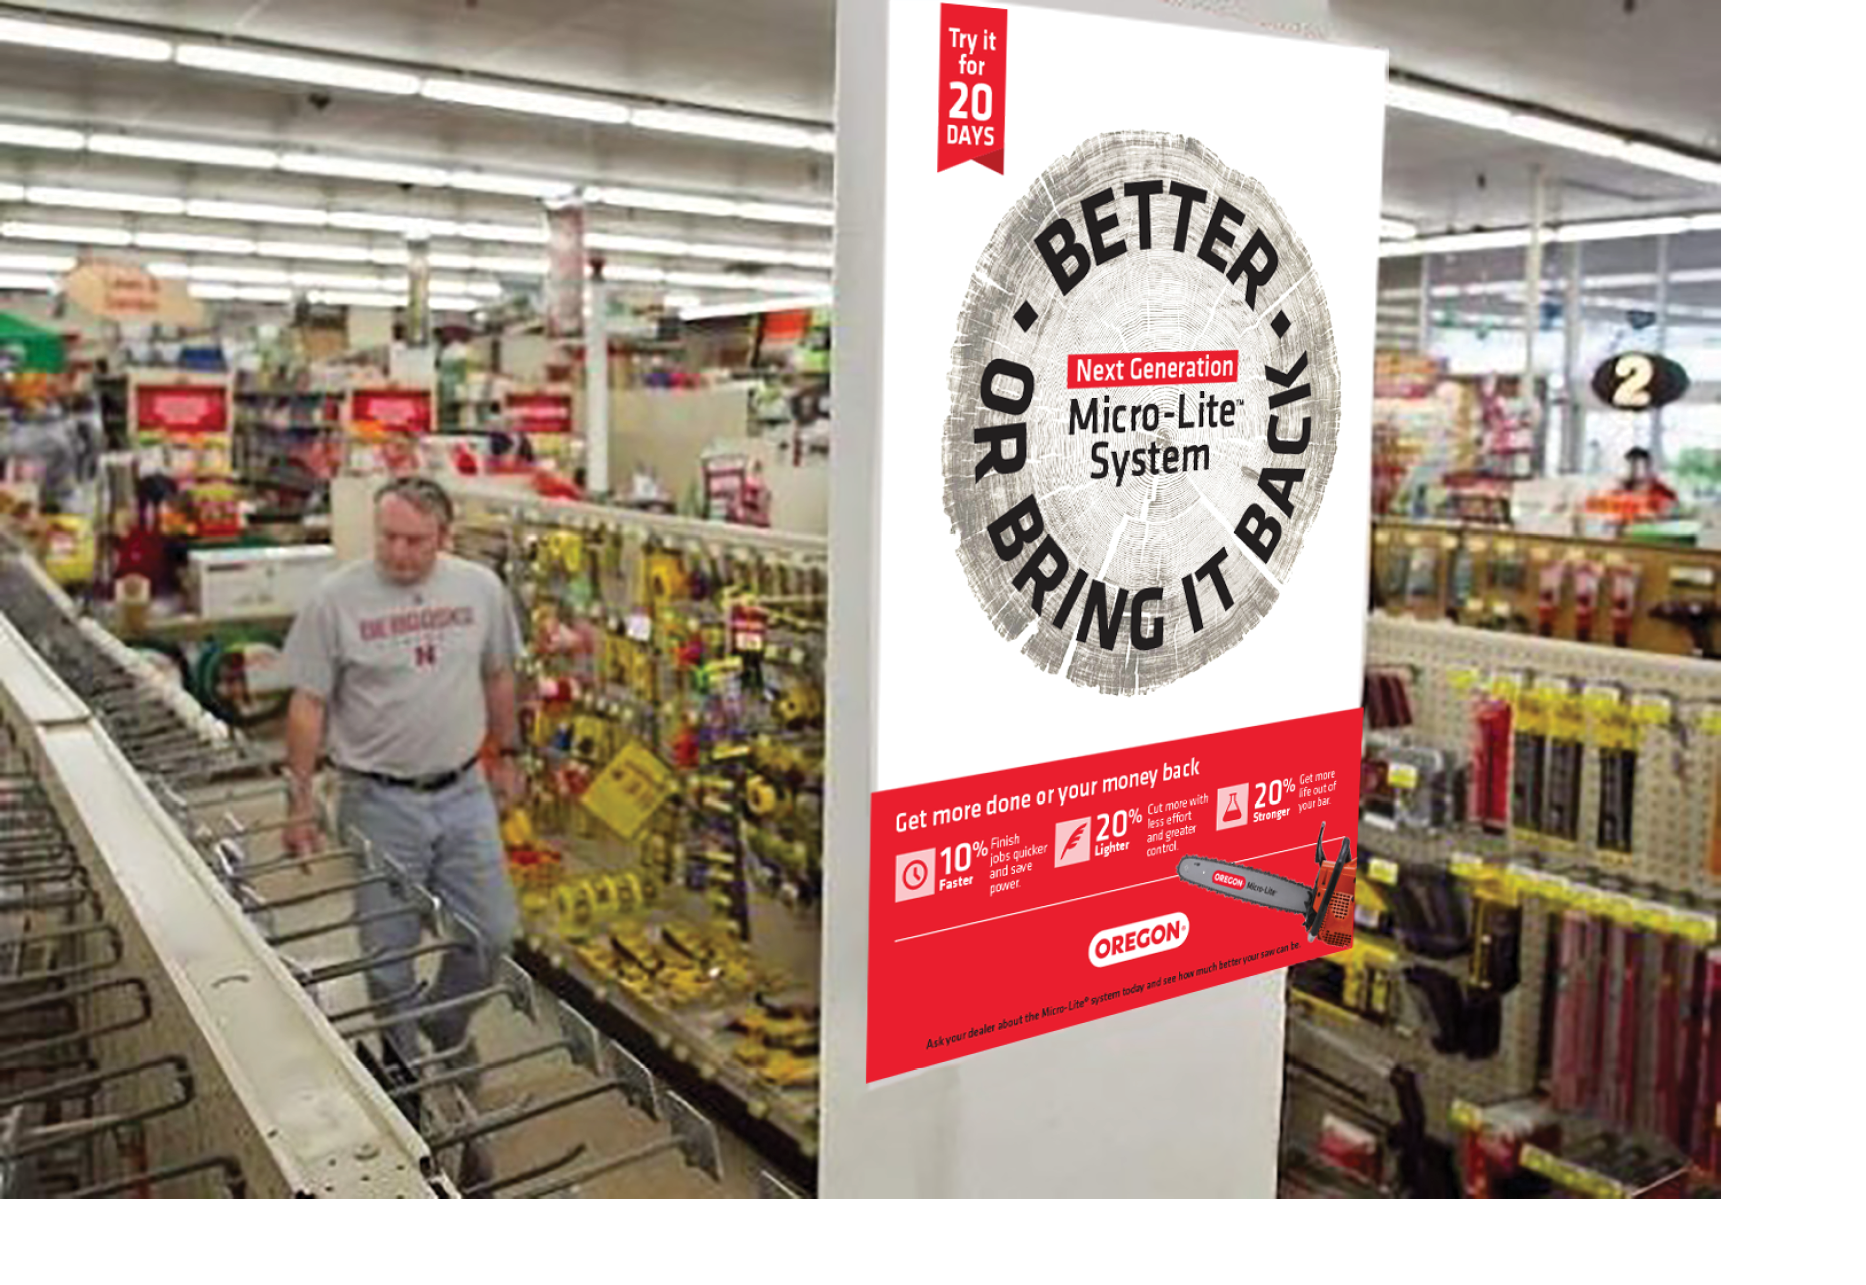 Try it
for
20
DAYS
• BETTER •
OR BRING IT BACK
Next Generation
Micro-Lite™
System
Get more done or your money back
10%
Faster
Finish
jobs quicker
and save
power.
20%
Lighter
Cut more with
less effort
and greater
control.
20%
Stronger
Get more
life out of
your bar.
OREGON Micro-Lite
OREGON®
Ask your dealer about the Micro-Lite® system today and see how much better your saw can be.
2
N